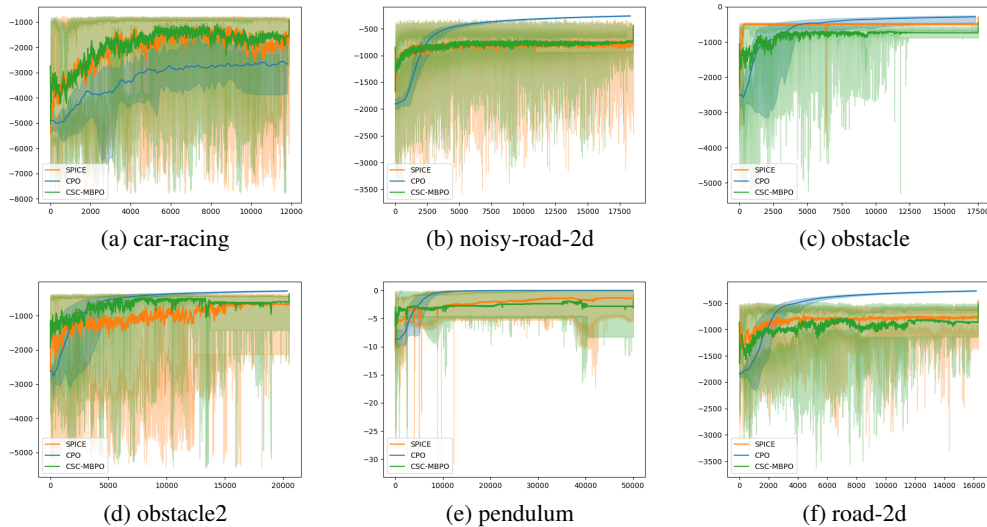 -1000
-2000
-3000
-4000
-5000
-6000
-7000
-8000
0 2000 4000 6000 8000 10000 12000
SPICE
CPO
CSC-MBPO
(a) car-racing
-500
-1000
-1500
-2000
-2500
-3000
-3500
0 2500 5000 7500 10000 12500 15000 17500
SPICE
CPO
CSC-MBPO
(b) noisy-road-2d
0
-1000
-2000
-3000
-4000
-5000
0 2500 5000 7500 10000 12500 15000 17500
SPICE
CPO
CSC-MBPO
(c) obstacle
-1000
-2000
-3000
-4000
-5000
0 5000 10000 15000 20000
SPICE
CPO
CSC-MBPO
(d) obstacle2
0
-5
-10
-15
-20
-25
-30
0 10000 20000 30000 40000 50000
SPICE
CPO
CSC-MBPO
(e) pendulum
-500
-1000
-1500
-2000
-2500
-3000
-3500
0 2000 4000 6000 8000 10000 12000 14000 16000
SPICE
CPO
CSC-MBPO
(f) road-2d